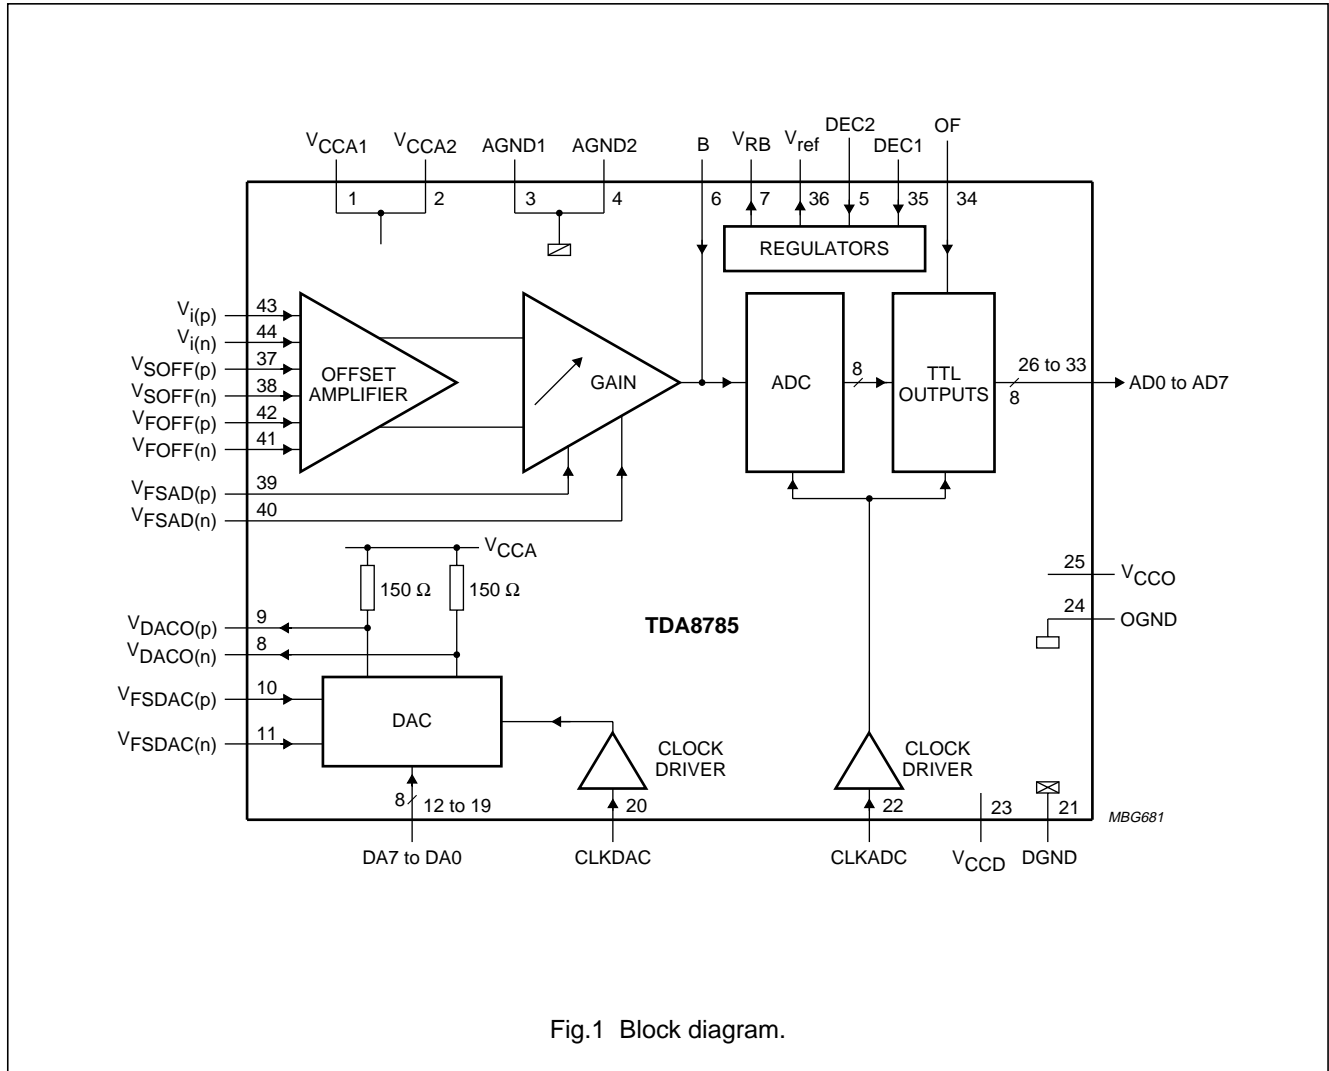 VCCA1 VCCA2 AGND1 AGND2 B VRB Vref DEC2 DEC1 OF
1 2 3 4 6 7 36 5 35 34
REGULATORS
Vi(p) 43
Vi(n) 44
VSOFF(p) 37
VSOFF(n) 38
VFOFF(p) 42
VFOFF(n) 41
VFSAD(p) 39
VFSAD(n) 40
OFFSET
AMPLIFIER
GAIN
ADC
8
TTL
OUTPUTS
26 to 33
8
AD0 to AD7
VCCA
150 Ω 150 Ω
VDACO(p) 9
VDACO(n) 8
VFSDAC(p) 10
VFSDAC(n) 11
DAC
TDA8785
25 VCCO
24 OGND
CLOCK
DRIVER
CLOCK
DRIVER
8 12 to 19 20 22 23 21
DA7 to DA0 CLKDAC CLKADC VCCD DGND
MBG681
Fig.1 Block diagram.